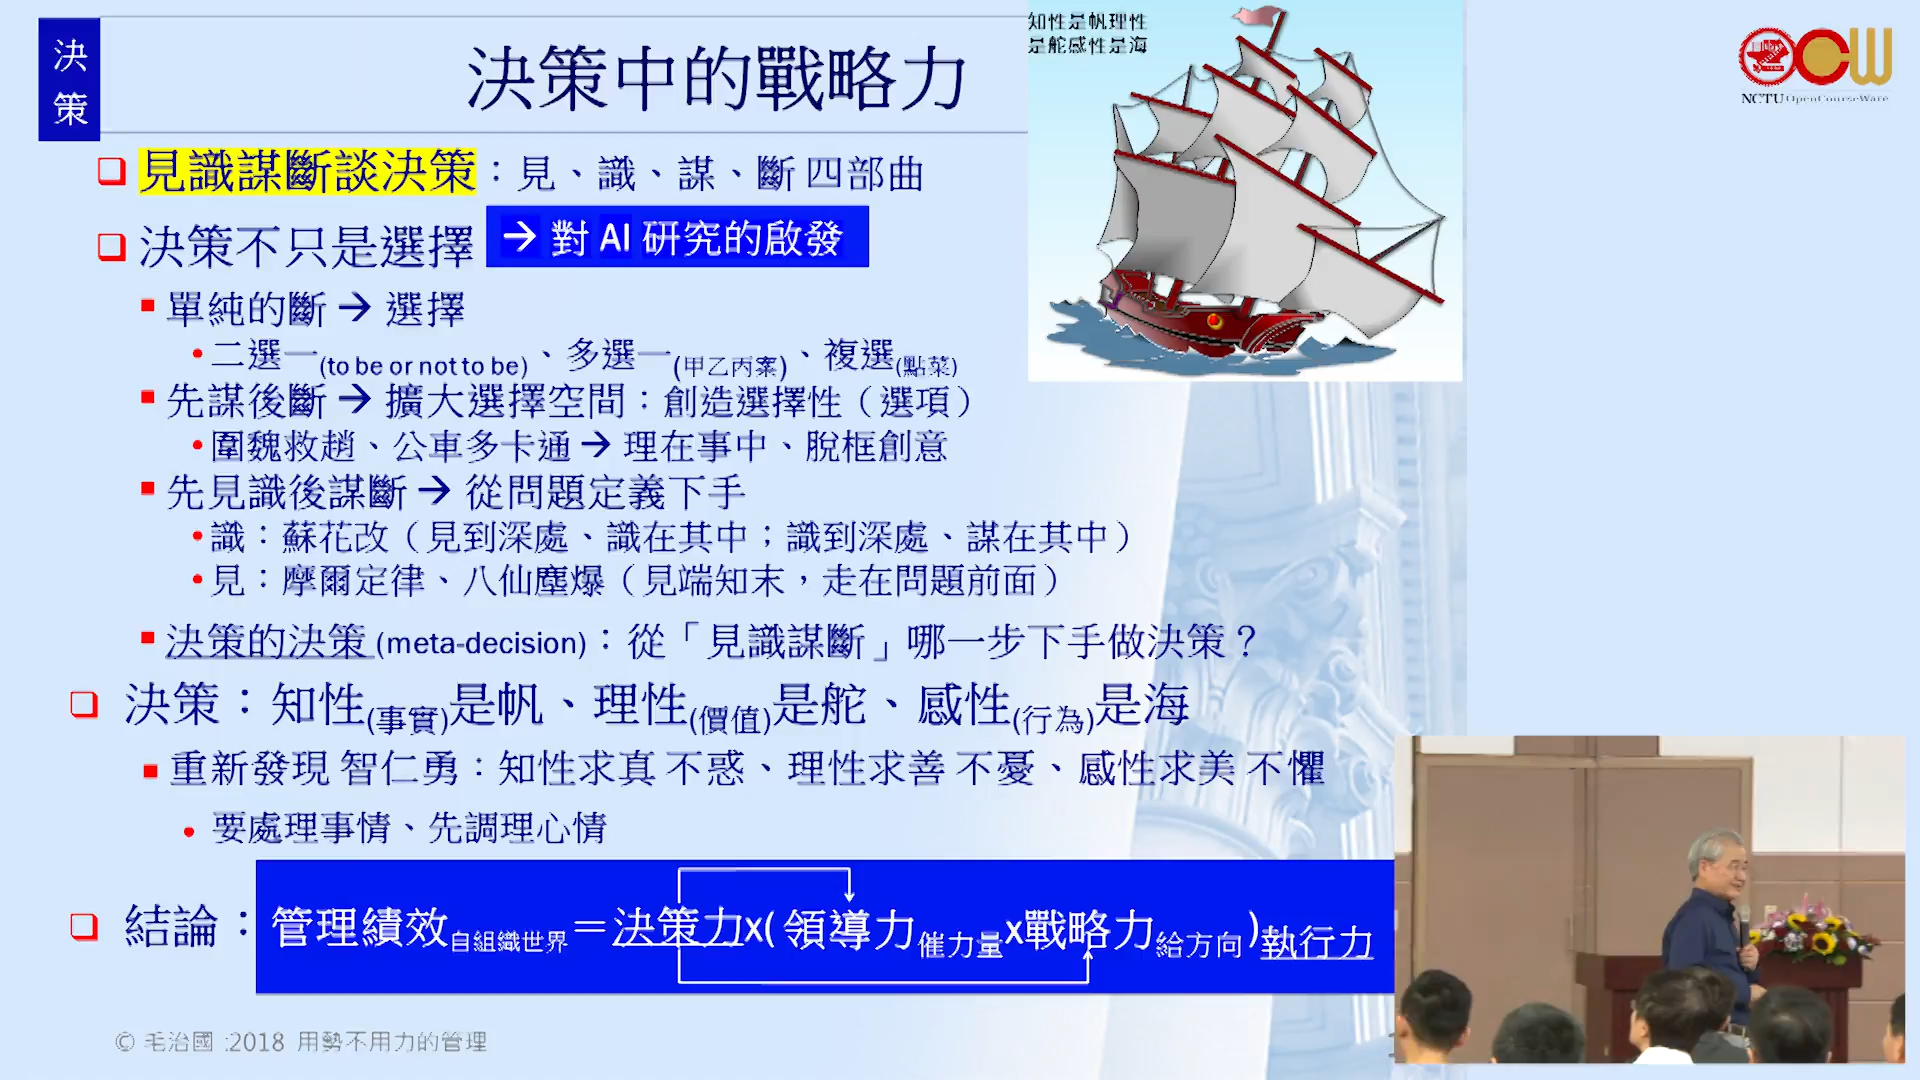 決策
決策中的戰略力
知性是帆理性
是舵感性是海
NCTU OpenCourseWare
見識謀斷談決策：見、識、謀、斷 四部曲
決策不只是選擇 → 對 AI 研究的啟發
單純的斷 → 選擇
二選一(to be or not to be)、多選一(甲乙丙案)、複選(點菜)
先謀後斷 → 擴大選擇空間：創造選擇性（選項）
圍魏救趙、公車多卡通 → 理在事中、脫框創意
先見識後謀斷 → 從問題定義下手
識：蘇花改（見到深處、識在其中；識到深處、謀在其中）
見：摩爾定律、八仙塵爆（見端知末，走在問題前面）
決策的決策 (meta-decision)：從「見識謀斷」哪一步下手做決策？
決策：知性(事實)是帆、理性(價值)是舵、感性(行為)是海
重新發現 智仁勇：知性求真 不惑、理性求善 不憂、感性求美 不懼
要處理事情、先調理心情
結論：管理績效自組織世界＝決策力x(領導力催力量x戰略力給方向)執行力
© 毛治國 :2018 用勢不用力的管理